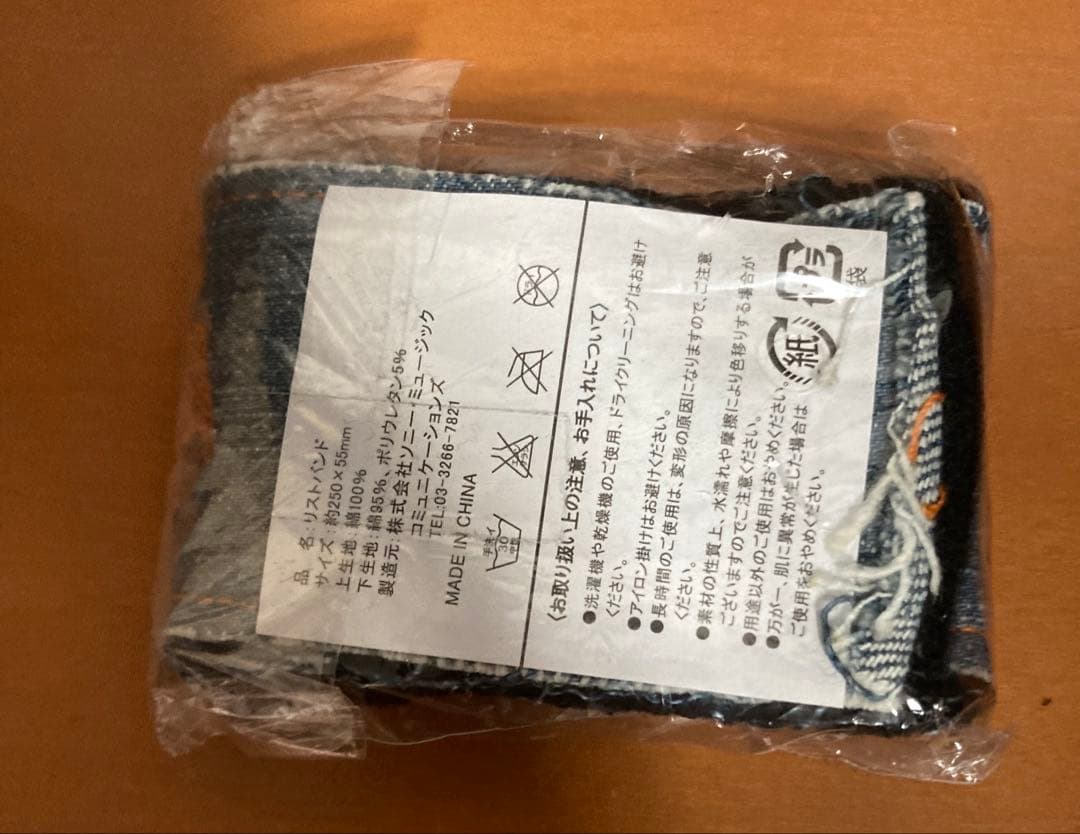 品　名：リストバンド
サイズ：約250×55mm
上生地：綿100%
下生地：綿95%、ポリウレタン5%
製造元：株式会社ソニー・ミュージック
コミュニケーションズ
TEL:03-3266-7821
MADE IN CHINA
手洗イ
30
中性
〈お取り扱い上の注意、お手入れについて〉
●洗濯機や乾燥機のご使用、ドライクリーニングはお避け
ください。
●アイロン掛けはお避けください。
●長時間のご使用は、変形の原因になりますので、ご注意
ください。
●素材の性質上、水濡れや摩擦により色移りする場合が
ございますのでご注意ください。
●用途以外のご使用はおやめください。
●万が一、肌に異常が生じた場合は
ご使用をおやめください。
紙
プラ
袋